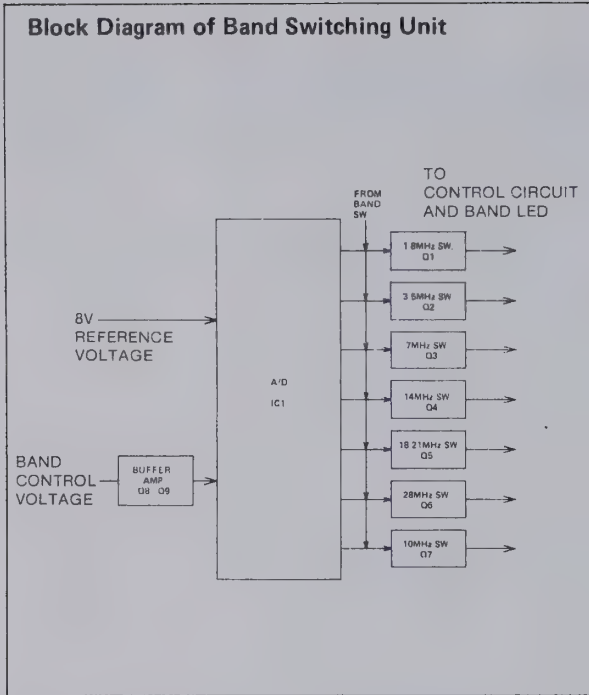 Block Diagram of Band Switching Unit
FROM
BAND
SW
TO
CONTROL CIRCUIT
AND BAND LED
1 8MHz SW.
Q1
3 5MHz SW
Q2
7MHz SW
Q3
14MHz SW
Q4
18 21MHz SW
Q5
28MHz SW
Q6
10MHz SW
Q7
8V
REFERENCE
VOLTAGE
A/D
IC1
BAND
CONTROL
VOLTAGE
BUFFER
AMP
Q8 Q9